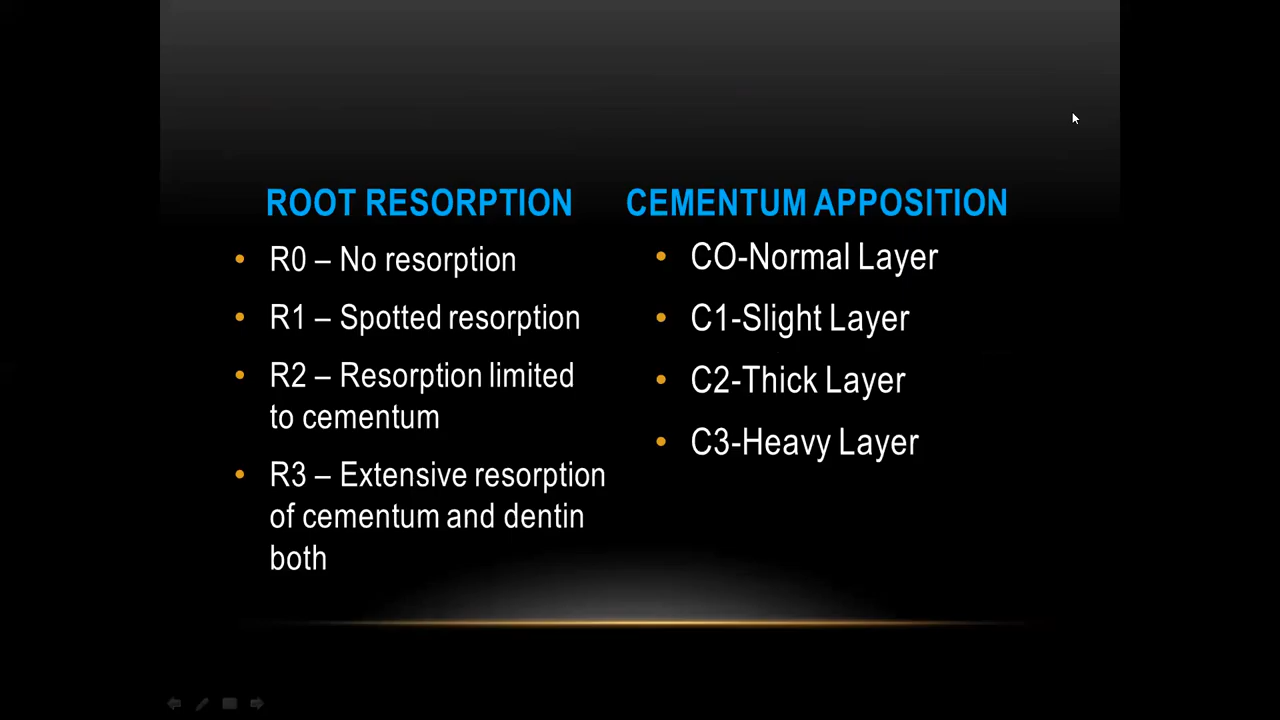 ROOT RESORPTION
R0 – No resorption
R1 – Spotted resorption
R2 – Resorption limited
to cementum
R3 – Extensive resorption
of cementum and dentin
both
CEMENTUM APPOSITION
CO-Normal Layer
C1-Slight Layer
C2-Thick Layer
C3-Heavy Layer